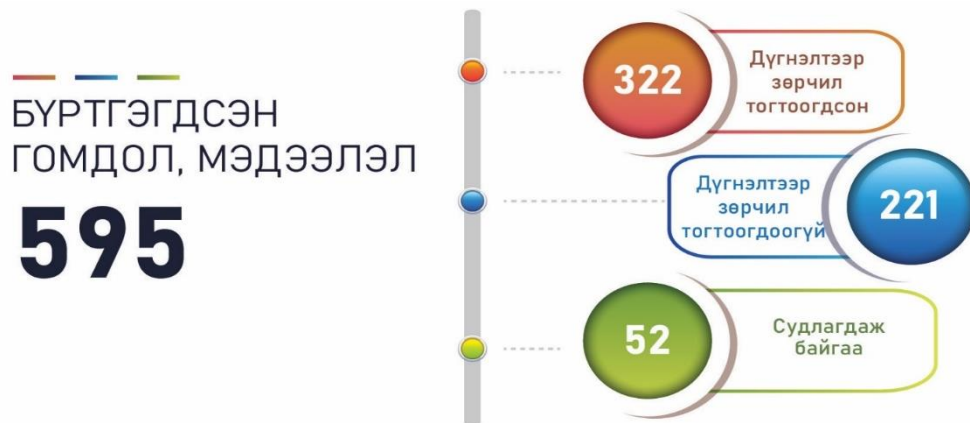 БҮРТГЭГДСЭН
ГОМДОЛ, МЭДЭЭЛЭЛ
595
322
Дүгнэлтээр
зөрчил
тогтоогдсон
Дүгнэлтээр
зөрчил
тогтоогдоогүй
221
52
Судлагдаж
байгаа